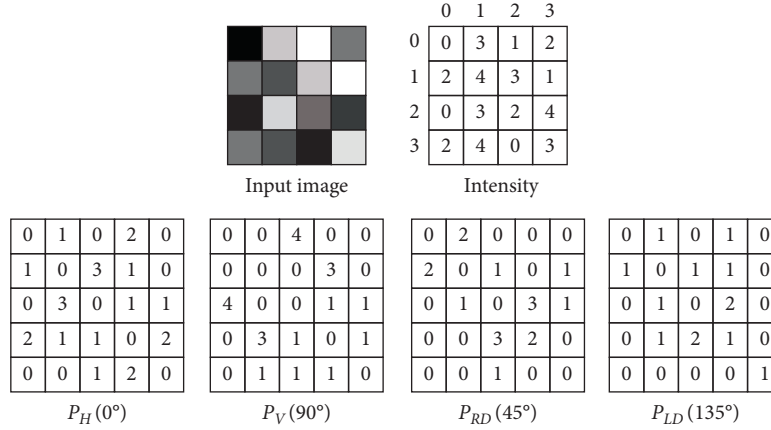 0 1 2 3
0 0 3 1 2
1 2 4 3 1
2 0 3 2 4
3 2 4 0 3
Input image
Intensity
0 1 0 2 0
1 0 3 1 0
0 3 0 1 1
2 1 1 0 2
0 0 1 2 0
P_H (0°)
0 0 4 0 0
0 0 0 3 0
4 0 0 1 1
0 3 1 0 1
0 1 1 1 0
P_V (90°)
0 2 0 0 0
2 0 1 0 1
0 1 0 3 1
0 0 3 2 0
0 0 1 0 0
P_RD (45°)
0 1 0 1 0
1 0 1 1 0
0 1 0 2 0
0 1 2 1 0
0 0 0 0 1
P_LD (135°)